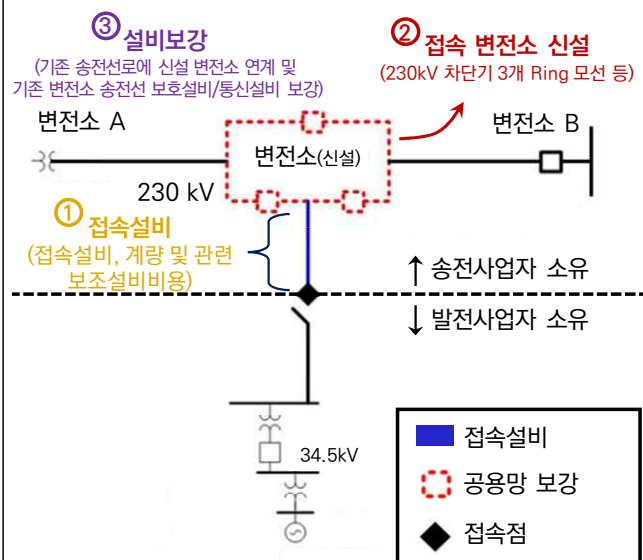 ③ 설비보강
(기존 송전선로에 신설 변전소 연계 및
기존 변전소 송전선 보호설비/통신설비 보강)
② 접속 변전소 신설
(230kV 차단기 3개 Ring 모선 등)
변전소 A
변전소(신설)
변전소 B
230 kV
① 접속설비
(접속설비, 계량 및 관련
보조설비비용)
↑ 송전사업자 소유
↓ 발전사업자 소유
34.5kV
접속설비
공용망 보강
접속점